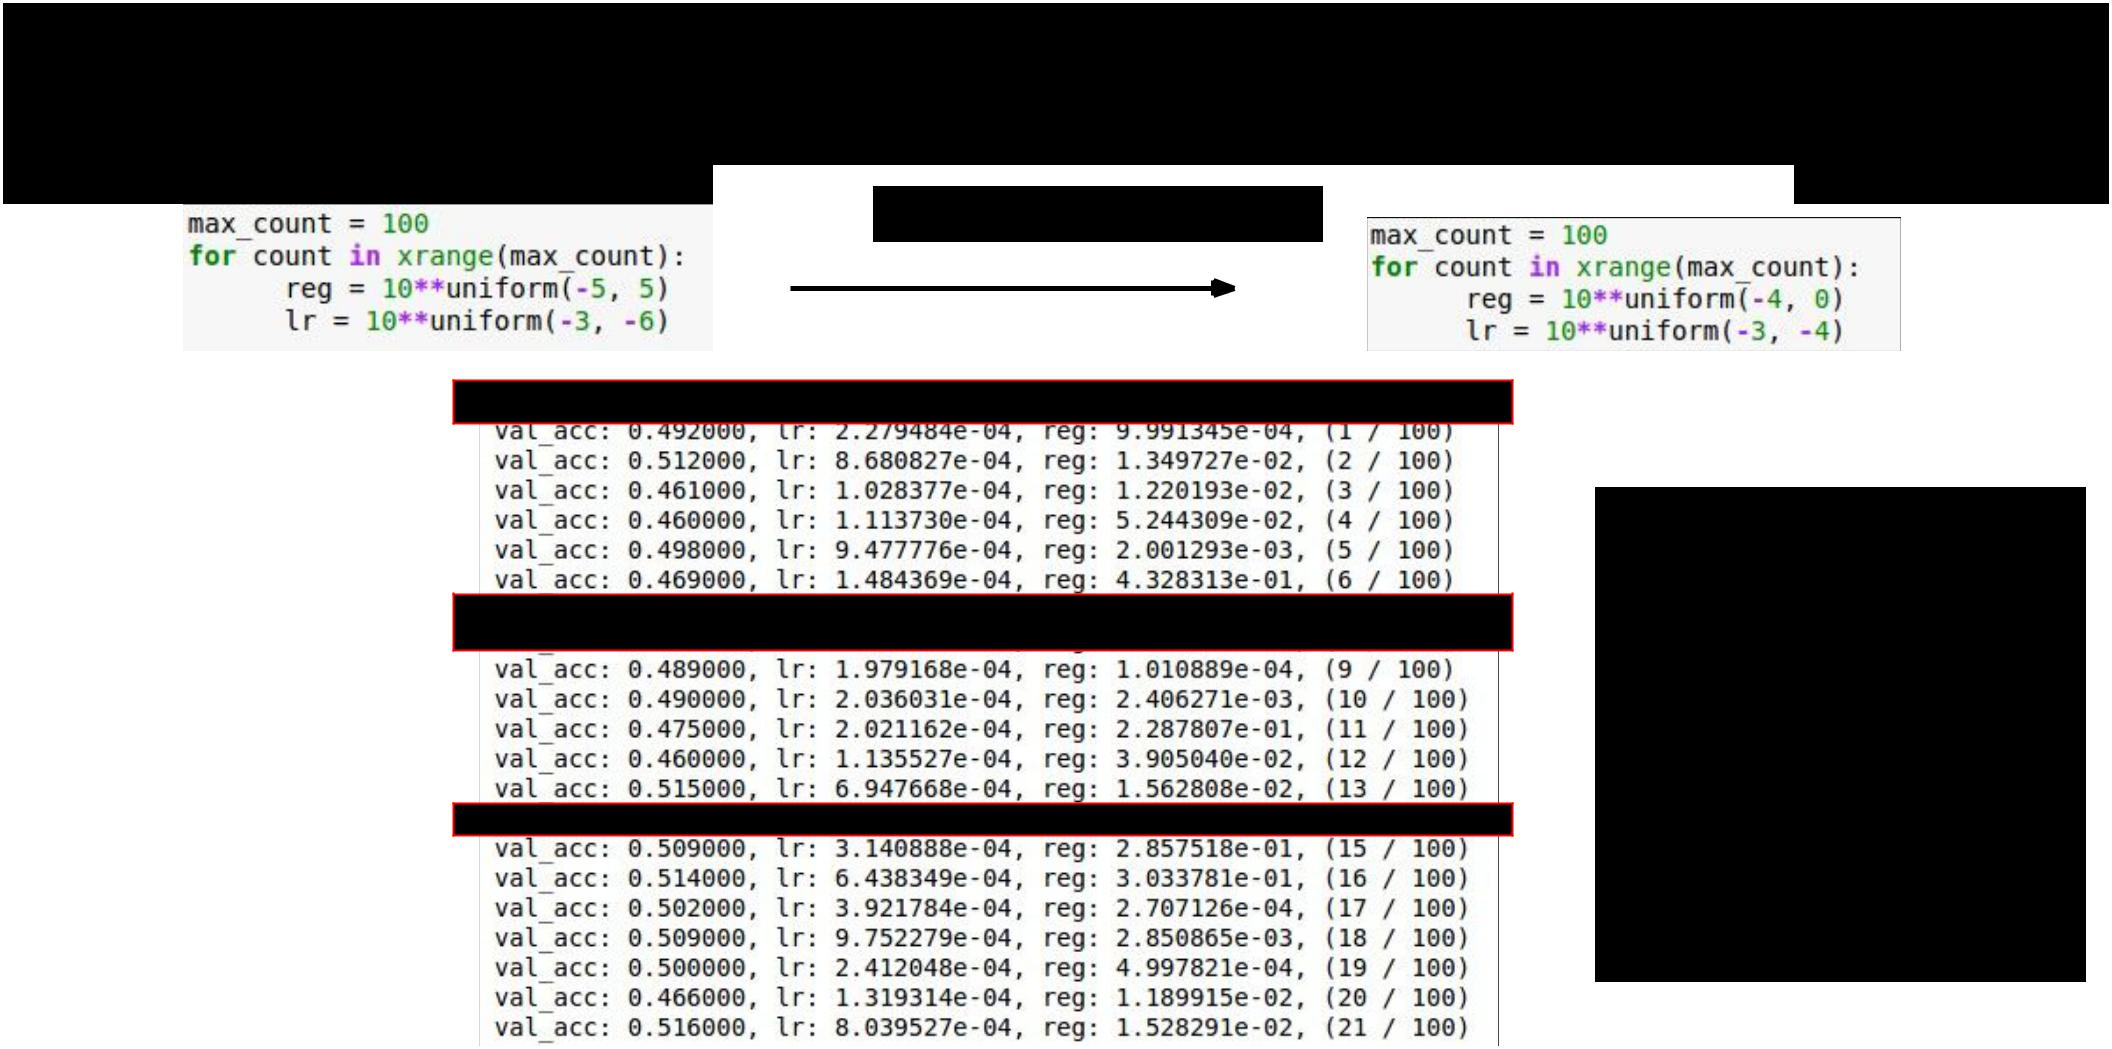 max_count = 100
for count in xrange(max_count):
reg = 10**uniform(-5, 5)
lr = 10**uniform(-3, -6)
max_count = 100
for count in xrange(max_count):
reg = 10**uniform(-4, 0)
lr = 10**uniform(-3, -4)
val_acc: 0.492000, lr: 2.279484e-04, reg: 9.991345e-04, (1 / 100)
val_acc: 0.512000, lr: 8.680827e-04, reg: 1.349727e-02, (2 / 100)
val_acc: 0.461000, lr: 1.028377e-04, reg: 1.220193e-02, (3 / 100)
val_acc: 0.460000, lr: 1.113730e-04, reg: 5.244309e-02, (4 / 100)
val_acc: 0.498000, lr: 9.477776e-04, reg: 2.001293e-03, (5 / 100)
val_acc: 0.469000, lr: 1.484369e-04, reg: 4.328313e-01, (6 / 100)
val_acc: 0.489000, lr: 1.979168e-04, reg: 1.010889e-04, (9 / 100)
val_acc: 0.490000, lr: 2.036031e-04, reg: 2.406271e-03, (10 / 100)
val_acc: 0.475000, lr: 2.021162e-04, reg: 2.287807e-01, (11 / 100)
val_acc: 0.460000, lr: 1.135527e-04, reg: 3.905040e-02, (12 / 100)
val_acc: 0.515000, lr: 6.947668e-04, reg: 1.562808e-02, (13 / 100)
val_acc: 0.509000, lr: 3.140888e-04, reg: 2.857518e-01, (15 / 100)
val_acc: 0.514000, lr: 6.438349e-04, reg: 3.033781e-01, (16 / 100)
val_acc: 0.502000, lr: 3.921784e-04, reg: 2.707126e-04, (17 / 100)
val_acc: 0.509000, lr: 9.752279e-04, reg: 2.850865e-03, (18 / 100)
val_acc: 0.500000, lr: 2.412048e-04, reg: 4.997821e-04, (19 / 100)
val_acc: 0.466000, lr: 1.319314e-04, reg: 1.189915e-02, (20 / 100)
val_acc: 0.516000, lr: 8.039527e-04, reg: 1.528291e-02, (21 / 100)